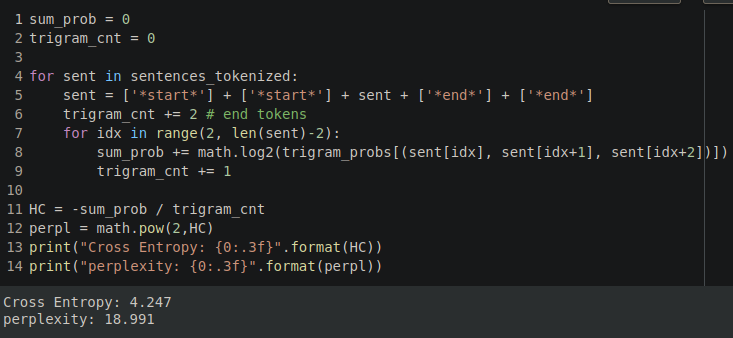 1 sum_prob = 0
2 trigram_cnt = 0
3
4 for sent in sentences_tokenized:
5     sent = ['*start*'] + ['*start*'] + sent + ['*end*'] + ['*end*']
6     trigram_cnt += 2 # end tokens
7     for idx in range(2, len(sent)-2):
8         sum_prob += math.log2(trigram_probs[(sent[idx], sent[idx+1], sent[idx+2])])
9         trigram_cnt += 1
10
11 HC = -sum_prob / trigram_cnt
12 perpl = math.pow(2,HC)
13 print("Cross Entropy: {0:.3f}".format(HC))
14 print("perplexity: {0:.3f}".format(perpl))
Cross Entropy: 4.247
perplexity: 18.991